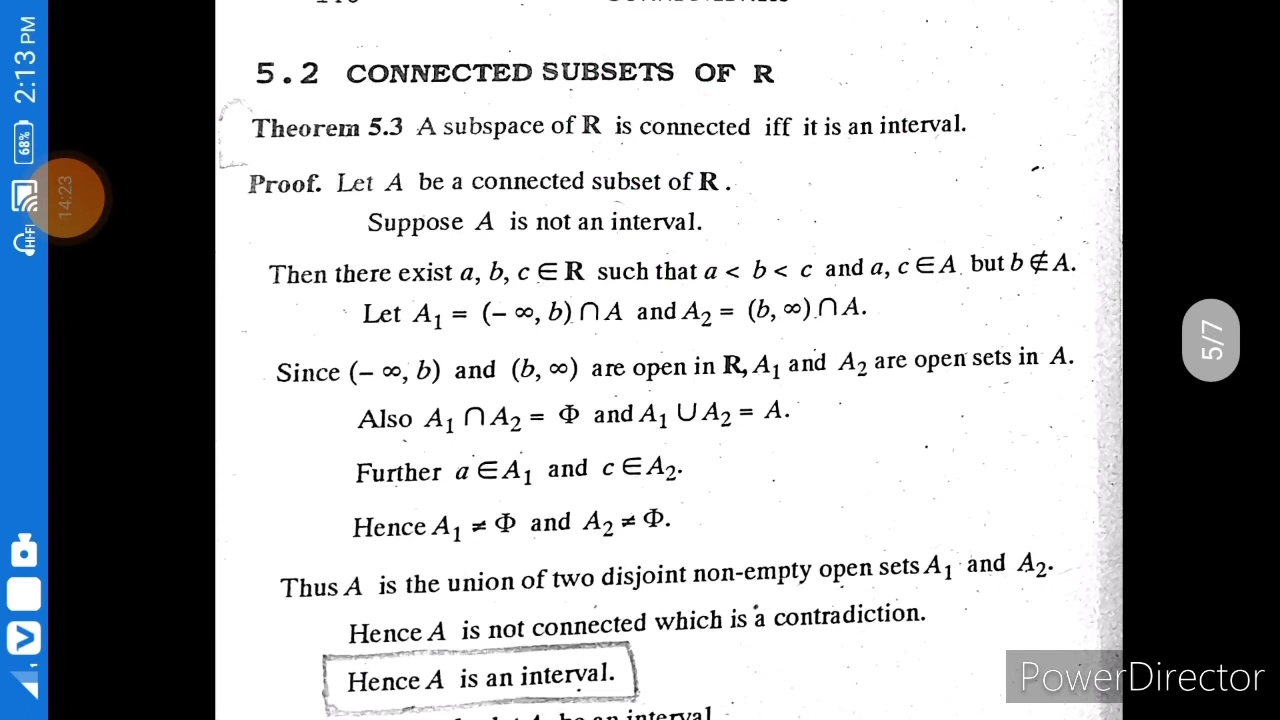 5.2 CONNECTED SUBSETS OF R
Theorem 5.3 A subspace of R is connected iff it is an interval.
Proof. Let A be a connected subset of R.
Suppose A is not an interval.
Then there exist a, b, c ∈ R such that a < b < c and a, c ∈ A but b ∉ A.
Let A₁ = (– ∞, b) ∩ A and A₂ = (b, ∞) ∩ A.
Since (– ∞, b) and (b, ∞) are open in R, A₁ and A₂ are open sets in A.
Also A₁ ∩ A₂ = Φ and A₁ ∪ A₂ = A.
Further a ∈ A₁ and c ∈ A₂.
Hence A₁ ≠ Φ and A₂ ≠ Φ.
Thus A is the union of two disjoint non-empty open sets A₁ and A₂.
Hence A is not connected which is a contradiction.
Hence A is an interval.
be an interval
2:13 PM
68%
HI-FI
14:23
5/7
PowerDirector